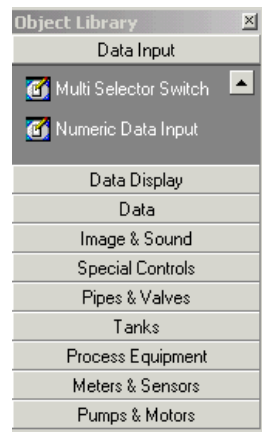 Object Library
Data Input
Multi Selector Switch
Numeric Data Input
Data Display
Data
Image & Sound
Special Controls
Pipes & Valves
Tanks
Process Equipment
Meters & Sensors
Pumps & Motors